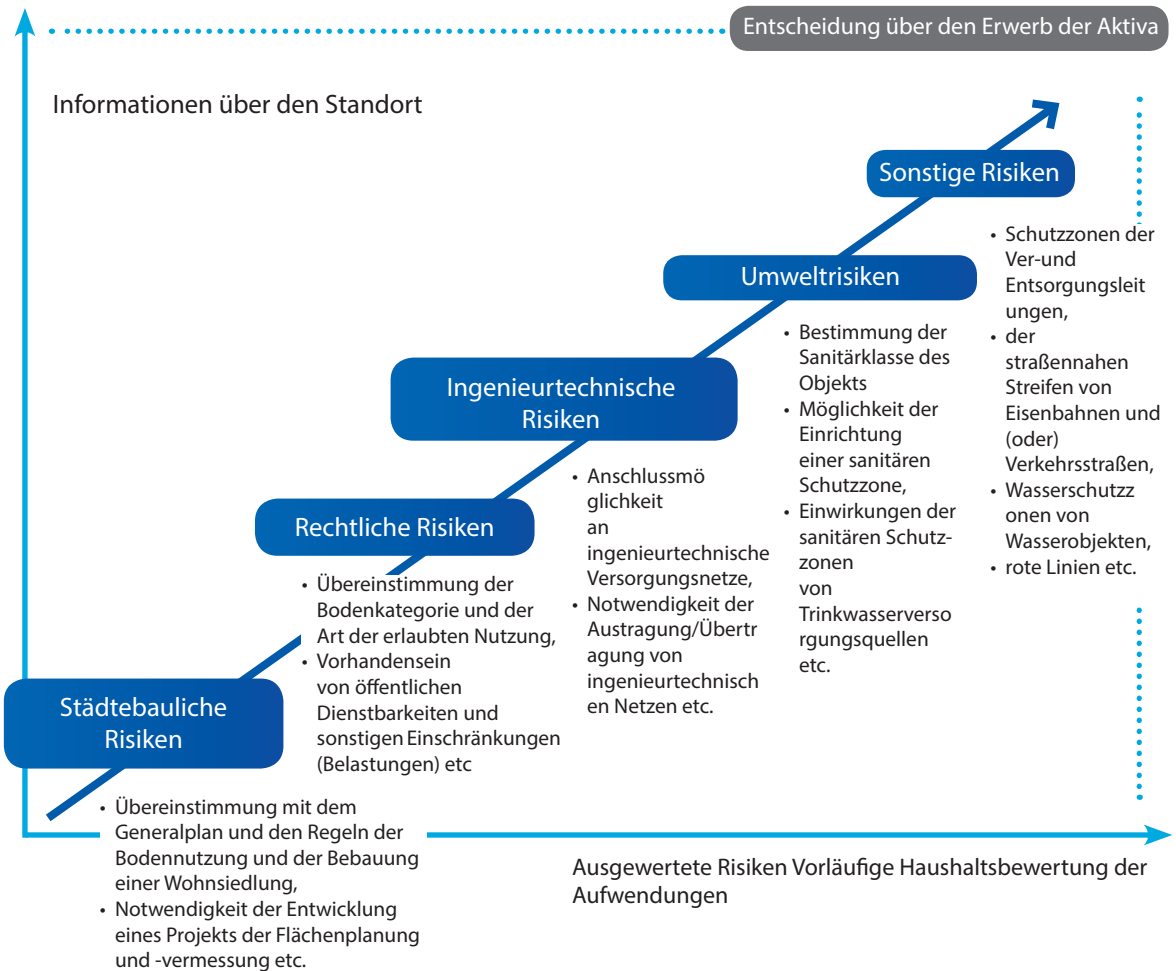 Entscheidung über den Erwerb der Aktiva
Informationen über den Standort
Sonstige Risiken
• Schutzzonen der
Ver-und
Entsorgungsleit
ungen,
• der
straßennahen
Streifen von
Eisenbahnen und
(oder)
Verkehrsstraßen,
• Wasserschutzz
onen von
Wasserobjekten,
• rote Linien etc.
Umweltrisiken
• Bestimmung der
Sanitärklasse des
Objekts
• Möglichkeit der
Einrichtung
einer sanitären
Schutzzone,
• Einwirkungen der
sanitären Schutz-
zonen
von
Trinkwasserverso
rgungsquellen
etc.
Ingenieurtechnische
Risiken
• Anschlussmö
glichkeit
an
ingenieurtechnische
Versorgungsnetze,
• Notwendigkeit der
Austragung/Übertr
agung von
ingenieurtechnisch
en Netzen etc.
Rechtliche Risiken
• Übereinstimmung der
Bodenkategorie und der
Art der erlaubten Nutzung,
• Vorhandensein
von öffentlichen
Dienstbarkeiten und
sonstigen Einschränkungen
(Belastungen) etc
Städtebauliche
Risiken
• Übereinstimmung mit dem
Generalplan und den Regeln der
Bodennutzung und der Bebauung
einer Wohnsiedlung,
• Notwendigkeit der Entwicklung
eines Projekts der Flächenplanung
und -vermessung etc.
Ausgewertete Risiken Vorläufige Haushaltsbewertung der
Aufwendungen